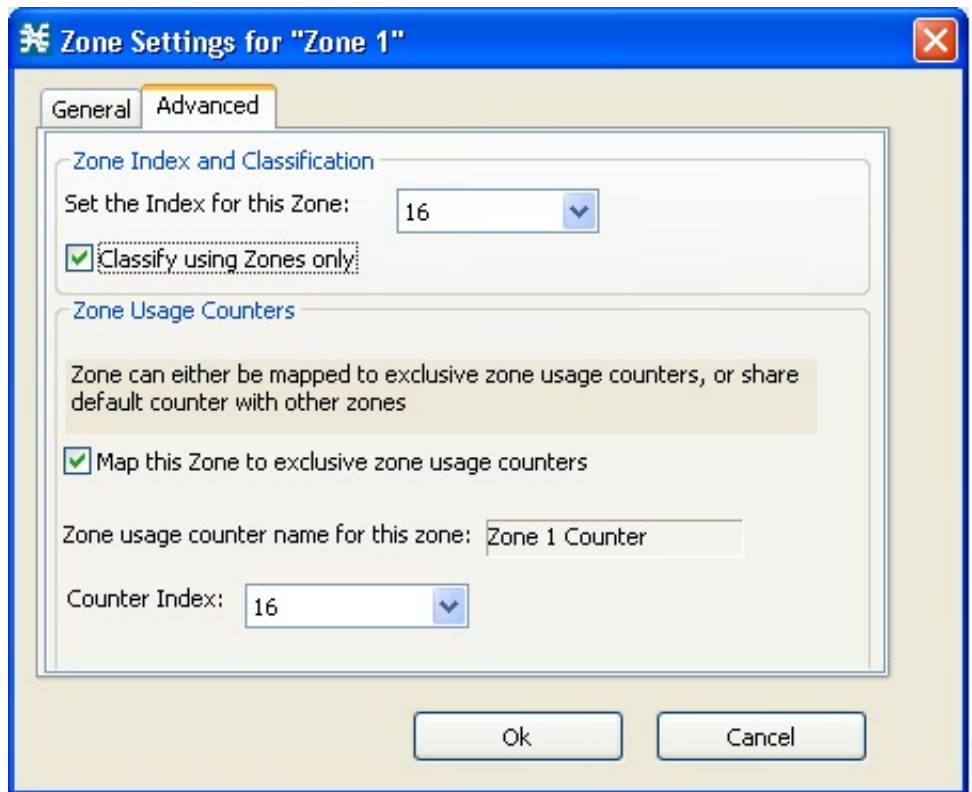 Zone Settings for "Zone 1"
General
Advanced
Zone Index and Classification
Set the Index for this Zone:
16
Classify using Zones only
Zone Usage Counters
Zone can either be mapped to exclusive zone usage counters, or share
default counter with other zones
Map this Zone to exclusive zone usage counters
Zone usage counter name for this zone:
Zone 1 Counter
Counter Index:
16
Ok
Cancel